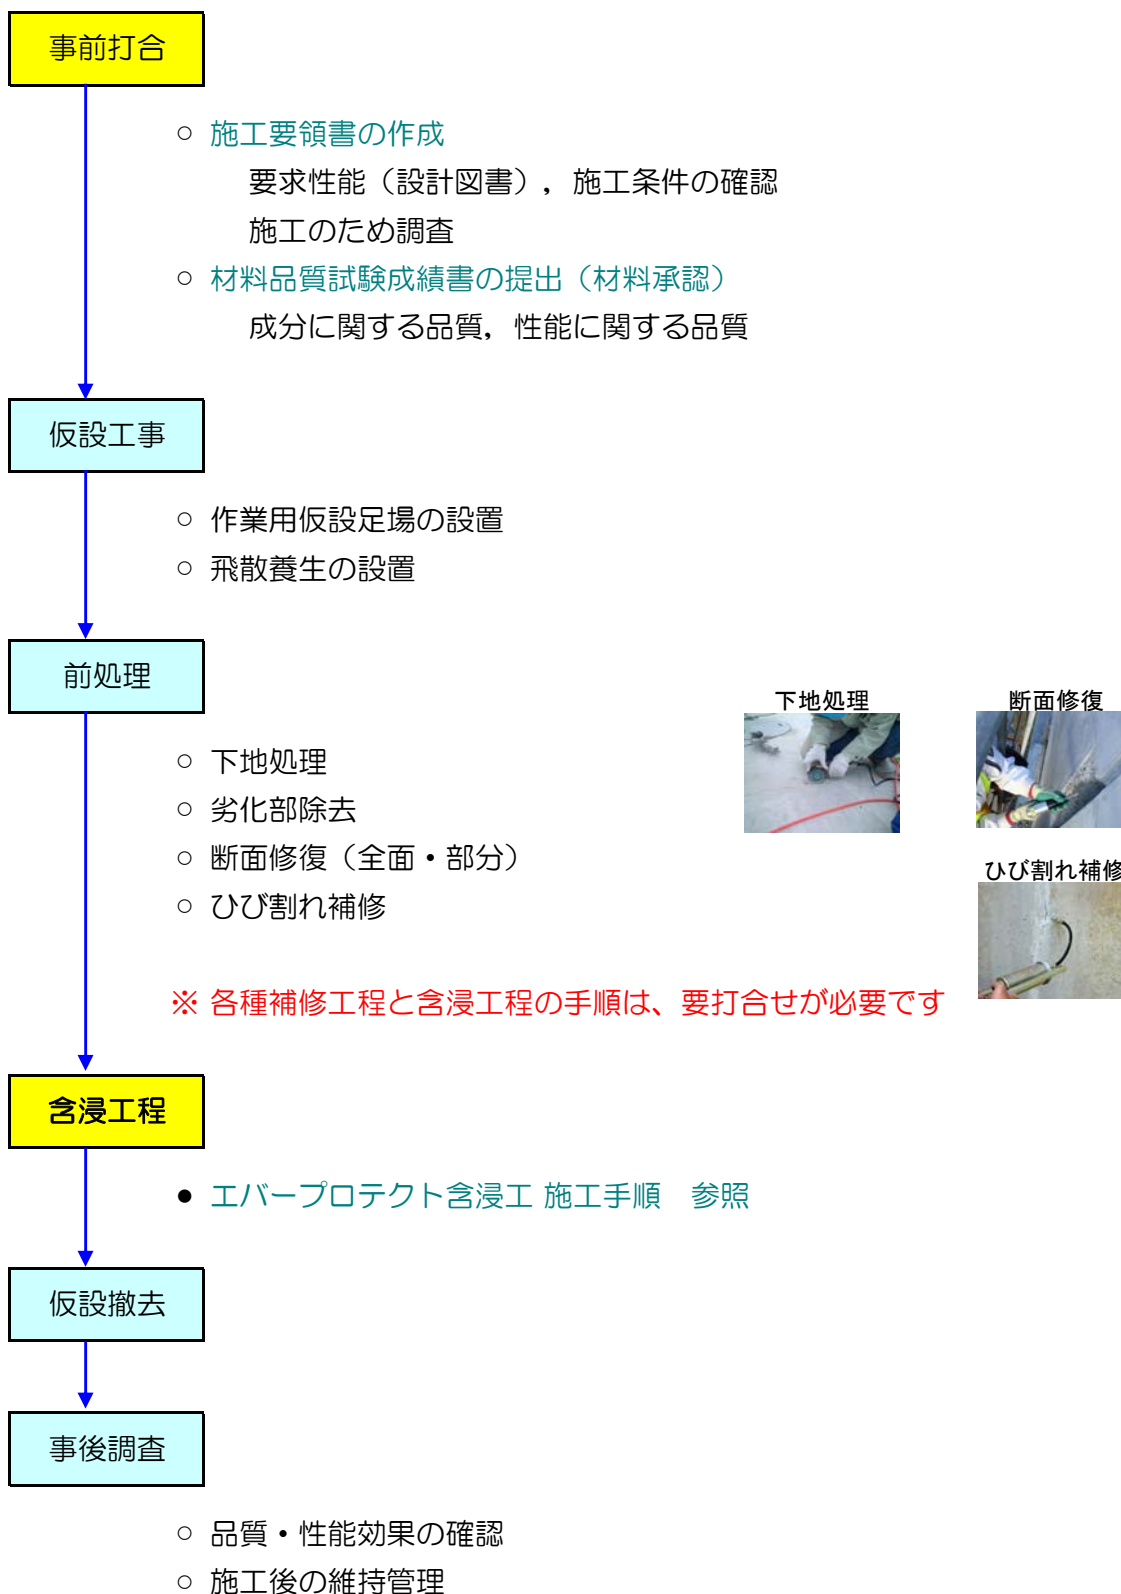 事前打合
○ 施工要領書の作成
要求性能（設計図書），施工条件の確認
施工のため調査
○ 材料品質試験成績書の提出（材料承認）
成分に関する品質，性能に関する品質
仮設工事
○ 作業用仮設足場の設置
○ 飛散養生の設置
前処理
下地処理
断面修復
○ 下地処理
○ 劣化部除去
○ 断面修復（全面・部分）
ひび割れ補修
○ ひび割れ補修
※ 各種補修工程と含浸工程の手順は、要打合せが必要です
含浸工程
● エバープロテクト含浸工 施工手順　参照
仮設撤去
事後調査
○ 品質・性能効果の確認
○ 施工後の維持管理